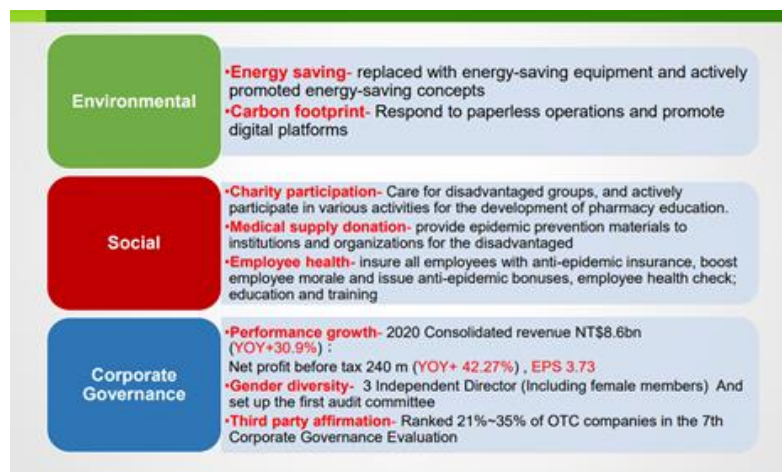 Environmental
•Energy saving- replaced with energy-saving equipment and actively
promoted energy-saving concepts
•Carbon footprint- Respond to paperless operations and promote
digital platforms
Social
•Charity participation- Care for disadvantaged groups, and actively
participate in various activities for the development of pharmacy education.
•Medical supply donation- provide epidemic prevention materials to
institutions and organizations for the disadvantaged
•Employee health- insure all employees with anti-epidemic insurance, boost
employee morale and issue anti-epidemic bonuses, employee health check;
education and training
Corporate
Governance
•Performance growth- 2020 Consolidated revenue NT$8.6bn
(YOY+30.9%)；
Net profit before tax 240 m (YOY+ 42.27%) , EPS 3.73
•Gender diversity- 3 Independent Director (Including female members) And
set up the first audit committee
•Third party affirmation- Ranked 21%~35% of OTC companies in the 7th
Corporate Governance Evaluation